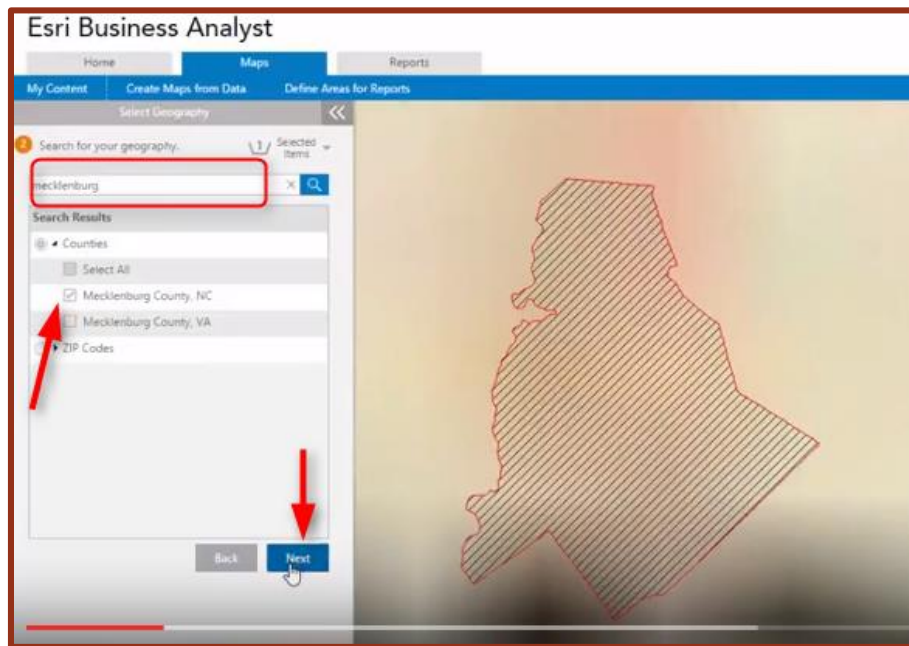 Esri Business Analyst
Home Maps Reports
My Content Create Maps from Data Define Areas for Reports
Select Geography
2 Search for your geography. 1 Selected Items
mecklenburg
Search Results
Counties
Select All
Mecklenburg County, NC
Mecklenburg County, VA
ZIP Codes
Back Next